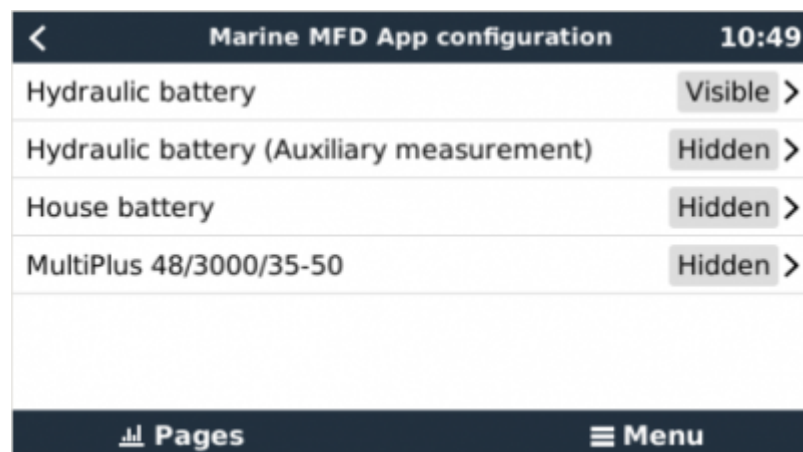 Marine MFD App configuration 10:49
Hydraulic battery Visible
Hydraulic battery (Auxiliary measurement) Hidden
House battery Hidden
MultiPlus 48/3000/35-50 Hidden
Pages Menu